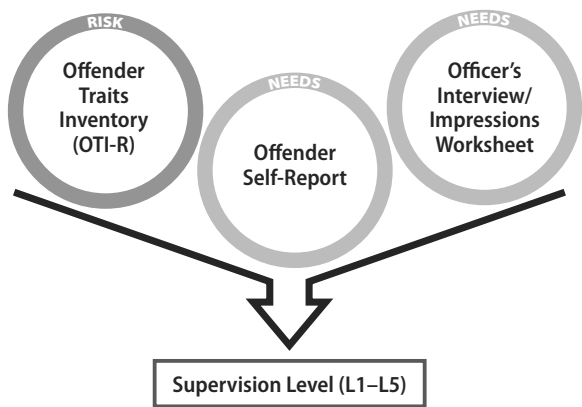 RISK
Offender
Traits
Inventory
(OTI-R)
NEEDS
Offender
Self-Report
NEEDS
Officer's
Interview/
Impressions
Worksheet
Supervision Level (L1–L5)